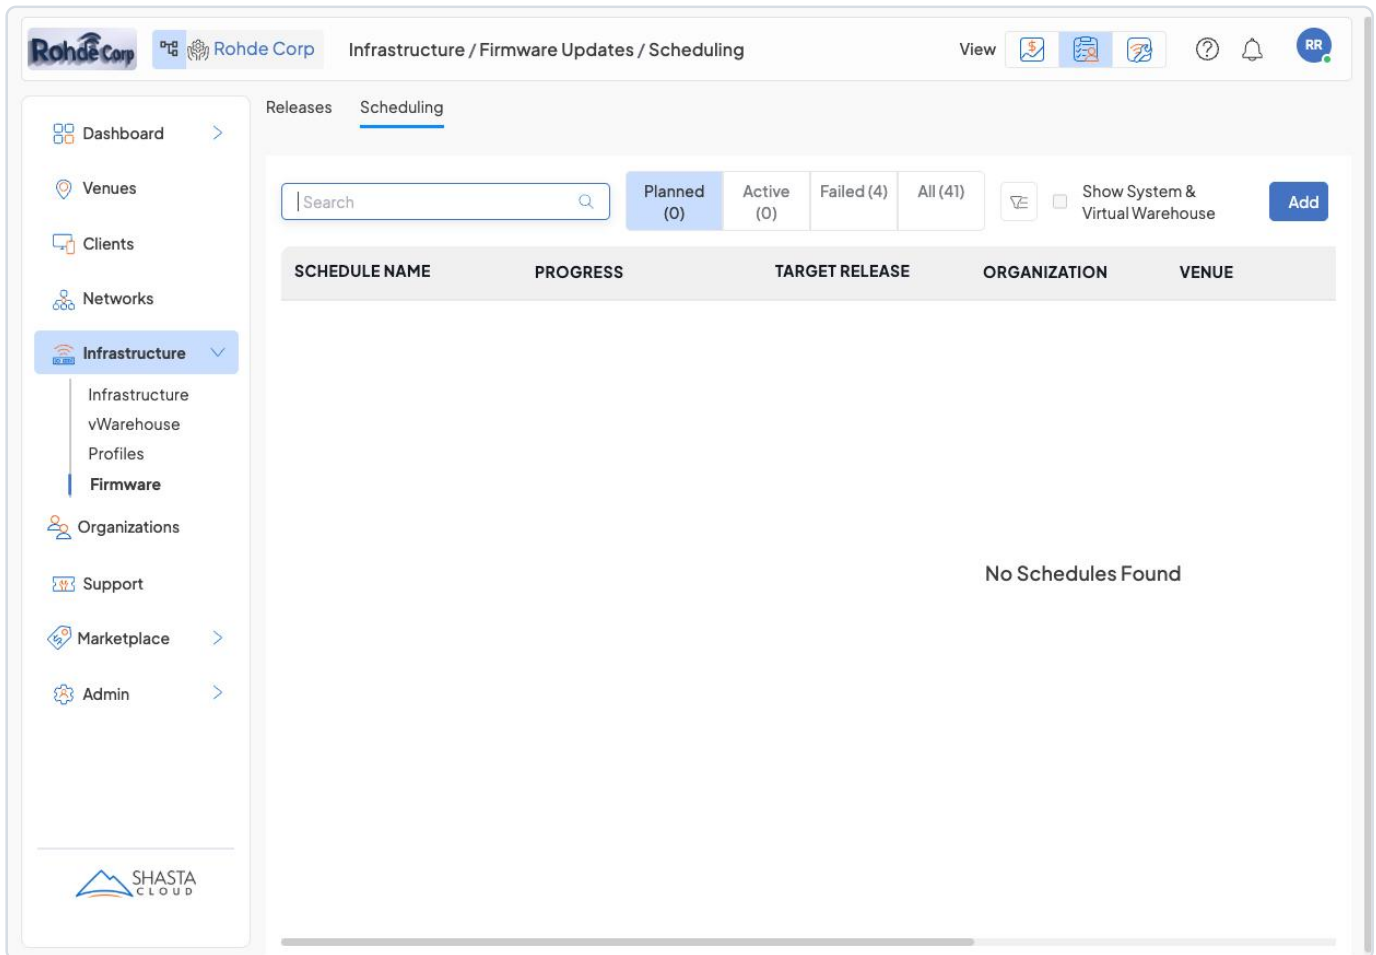 Rohde Corp
Rohde Corp
Infrastructure / Firmware Updates / Scheduling
View
RR
Dashboard
Venues
Clients
Networks
Infrastructure
Infrastructure
vWarehouse
Profiles
Firmware
Organizations
Support
Marketplace
Admin
SHASTA
CLOUD
Releases
Scheduling
Search
Planned
(0)
Active
(0)
Failed (4)
All (41)
Show System &
Virtual Warehouse
Add
SCHEDULE NAME
PROGRESS
TARGET RELEASE
ORGANIZATION
VENUE
No Schedules Found